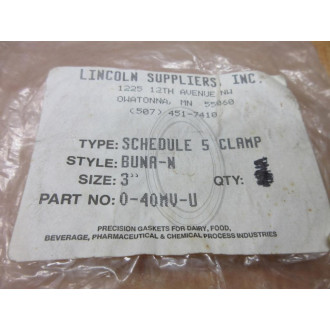 LINCOLN SUPPLIERS, INC.
1225 12TH AVENUE NW
OWATONNA, MN 55060
(507) 451-7410
TYPE: SCHEDULE 5 CLAMP
STYLE: BUNA-N
SIZE: 3" QTY:
PART NO: 0-40MV-U
PRECISION GASKETS FOR DAIRY, FOOD,
BEVERAGE, PHARMACEUTICAL & CHEMICAL PROCESS INDUSTRIES